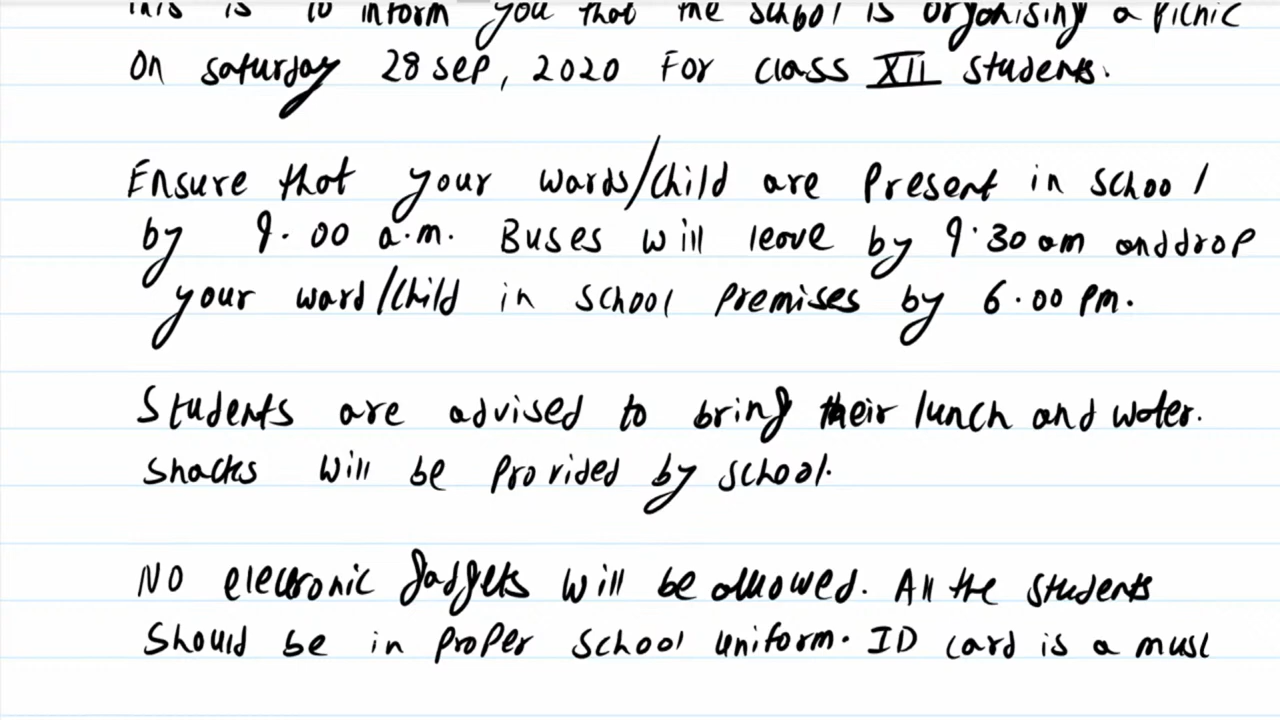 This is to inform you that the school is organising a picnic
On saturday 28 sep, 2020 For class XII students.
Ensure that your wards/child are Present in school
by 9.00 a.m. Buses will leave by 9.30 am and drop
your ward/child in school premises by 6.00 pm.
Students are advised to bring their lunch and water.
Snacks will be provided by school.
NO electronic gadgets will be allowed. All the students
Should be in proper school uniform. ID card is a must